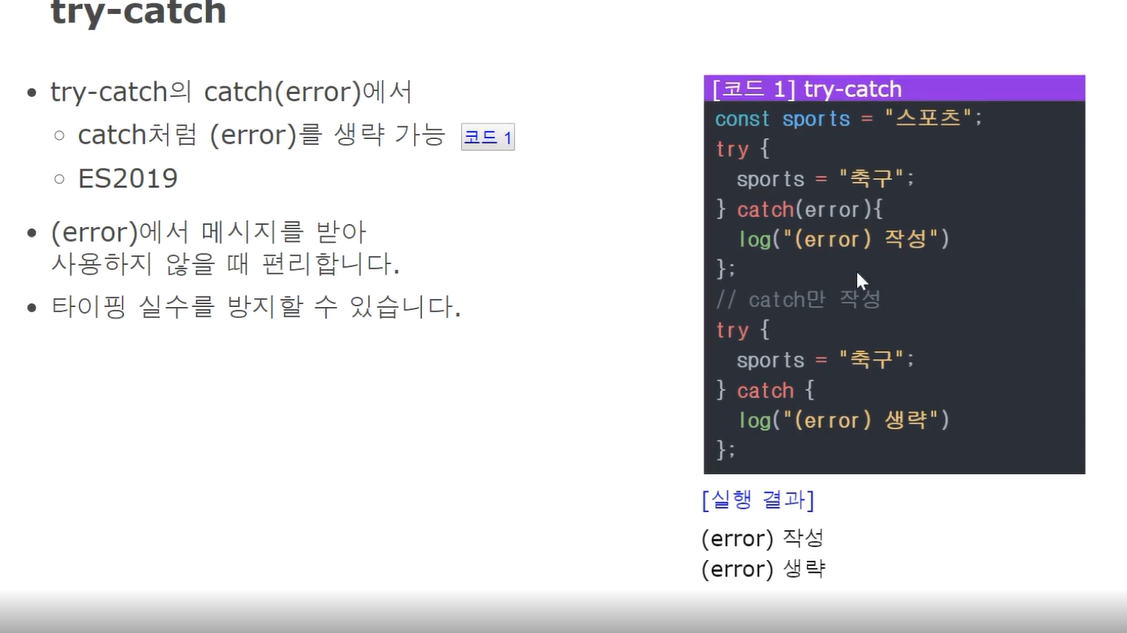 try-catch
• try-catch의 catch(error)에서
○ catch처럼 (error)를 생략 가능 코드 1
○ ES2019
• (error)에서 메시지를 받아
사용하지 않을 때 편리합니다.
• 타이핑 실수를 방지할 수 있습니다.
[코드 1] try-catch
const sports = "스포츠";
try {
  sports = "축구";
} catch(error){
  log("(error) 작성")
};
// catch만 작성
try {
  sports = "축구";
} catch {
  log("(error) 생략")
};
[실행 결과]
(error) 작성
(error) 생략